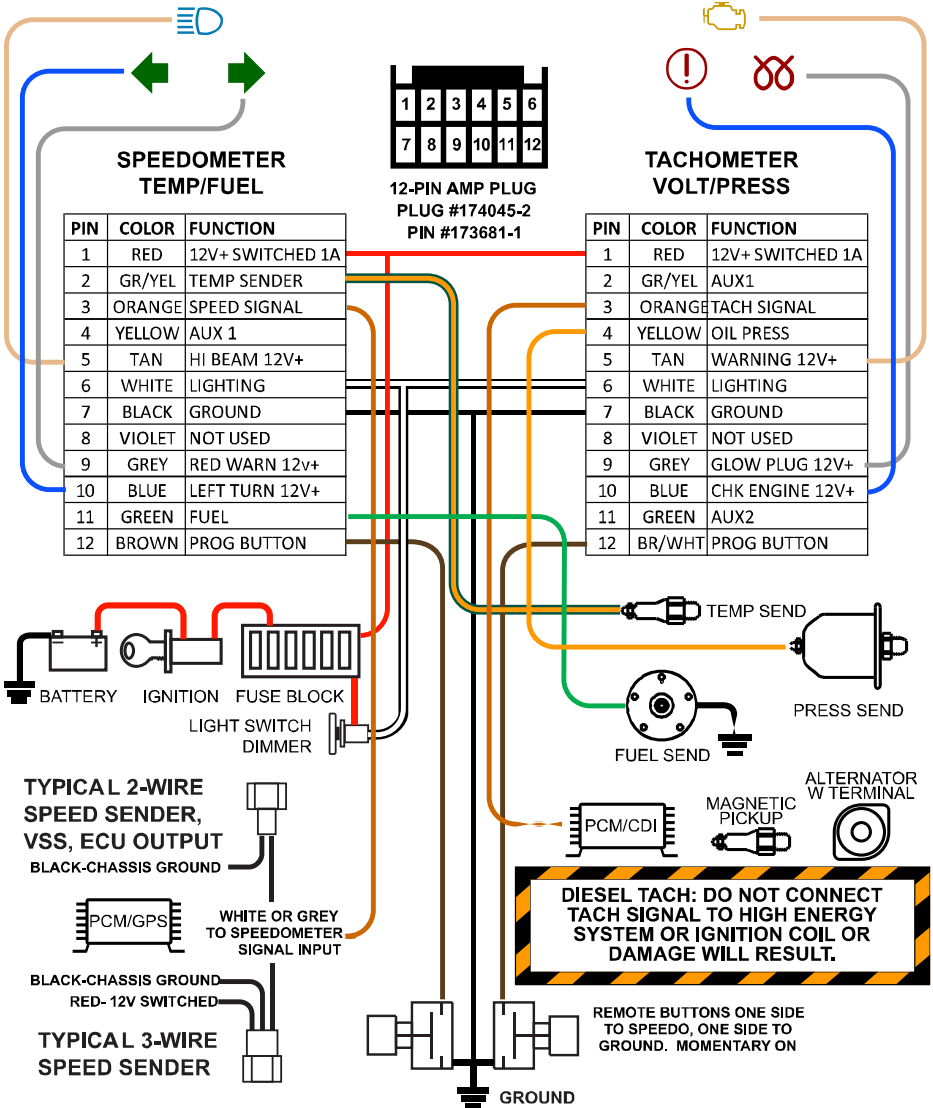 1 2 3 4 5 6
7 8 9 10 11 12
12-PIN AMP PLUG
PLUG #174045-2
PIN #173681-1
SPEEDOMETER
TEMP/FUEL
PIN COLOR FUNCTION
1 RED 12V+ SWITCHED 1A
2 GR/YEL TEMP SENDER
3 ORANGE SPEED SIGNAL
4 YELLOW AUX 1
5 TAN HI BEAM 12V+
6 WHITE LIGHTING
7 BLACK GROUND
8 VIOLET NOT USED
9 GREY RED WARN 12v+
10 BLUE LEFT TURN 12V+
11 GREEN FUEL
12 BROWN PROG BUTTON
TACHOMETER
VOLT/PRESS
PIN COLOR FUNCTION
1 RED 12V+ SWITCHED 1A
2 GR/YEL AUX1
3 ORANGE TACH SIGNAL
4 YELLOW OIL PRESS
5 TAN WARNING 12V+
6 WHITE LIGHTING
7 BLACK GROUND
8 VIOLET NOT USED
9 GREY GLOW PLUG 12V+
10 BLUE CHK ENGINE 12V+
11 GREEN AUX2
12 BR/WHT PROG BUTTON
BATTERY
IGNITION
FUSE BLOCK
LIGHT SWITCH
DIMMER
TEMP SEND
PRESS SEND
FUEL SEND
TYPICAL 2-WIRE
SPEED SENDER,
VSS, ECU OUTPUT
BLACK-CHASSIS GROUND
PCM/GPS
WHITE OR GREY
TO SPEEDOMETER
SIGNAL INPUT
BLACK-CHASSIS GROUND
RED- 12V SWITCHED
TYPICAL 3-WIRE
SPEED SENDER
PCM/CDI
MAGNETIC
PICKUP
ALTERNATOR
W TERMINAL
DIESEL TACH: DO NOT CONNECT
TACH SIGNAL TO HIGH ENERGY
SYSTEM OR IGNITION COIL OR
DAMAGE WILL RESULT.
REMOTE BUTTONS ONE SIDE
TO SPEEDO, ONE SIDE TO
GROUND. MOMENTARY ON
GROUND